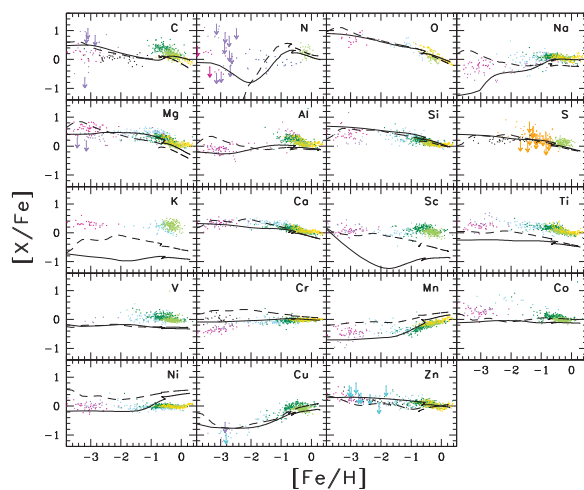 C N O Na
1 0 −1
Mg Al Si S
1 0 −1
[X/Fe]
K Ca Sc Ti
1 0 −1
V Cr Mn Co
1 0 −1
−3 −2 −1 0
Ni Cu Zn
1 0 −1
−3 −2 −1 0 −3 −2 −1 0 −3 −2 −1 0
[Fe/H]